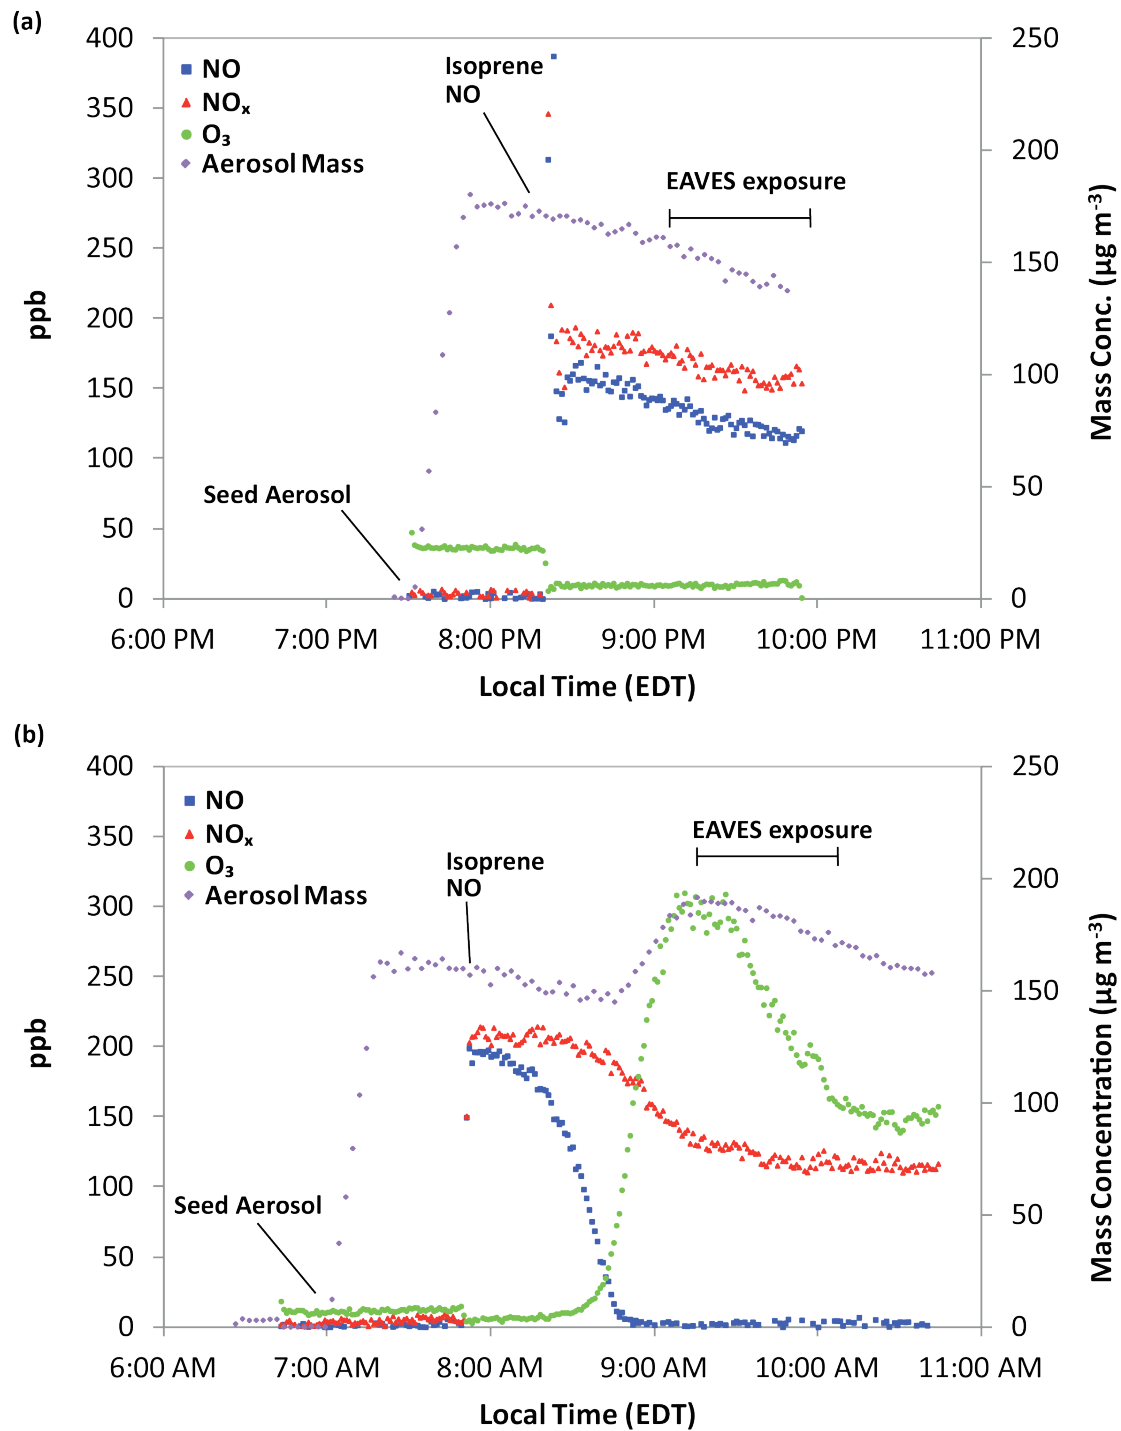 (a)
400
350
300
250
200
150
100
50
0
250
200
150
100
50
0
NO
NOₓ
O₃
Aerosol Mass
Isoprene
NO
EAVES exposure
Seed Aerosol
ppb
Mass Conc. (µg m⁻³)
6:00 PM
7:00 PM
8:00 PM
9:00 PM
10:00 PM
11:00 PM
Local Time (EDT)
(b)
400
350
300
250
200
150
100
50
0
250
200
150
100
50
0
NO
NOₓ
O₃
Aerosol Mass
Isoprene
NO
EAVES exposure
Seed Aerosol
ppb
Mass Concentration (µg m⁻³)
6:00 AM
7:00 AM
8:00 AM
9:00 AM
10:00 AM
11:00 AM
Local Time (EDT)